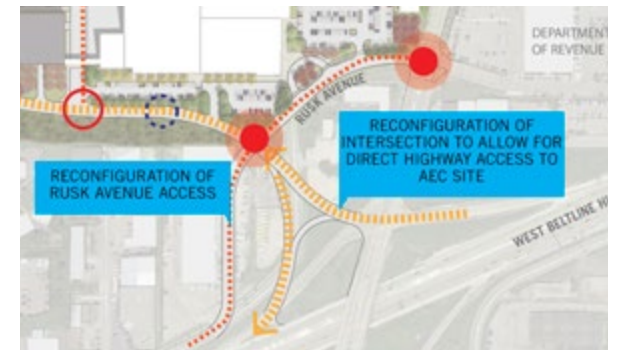 DEPARTMENT
OF REVENUE
RUSK AVENUE
RECONFIGURATION OF
INTERSECTION TO ALLOW FOR
DIRECT HIGHWAY ACCESS TO
AEC SITE
RECONFIGURATION OF
RUSK AVENUE ACCESS
WEST BELTLINE H